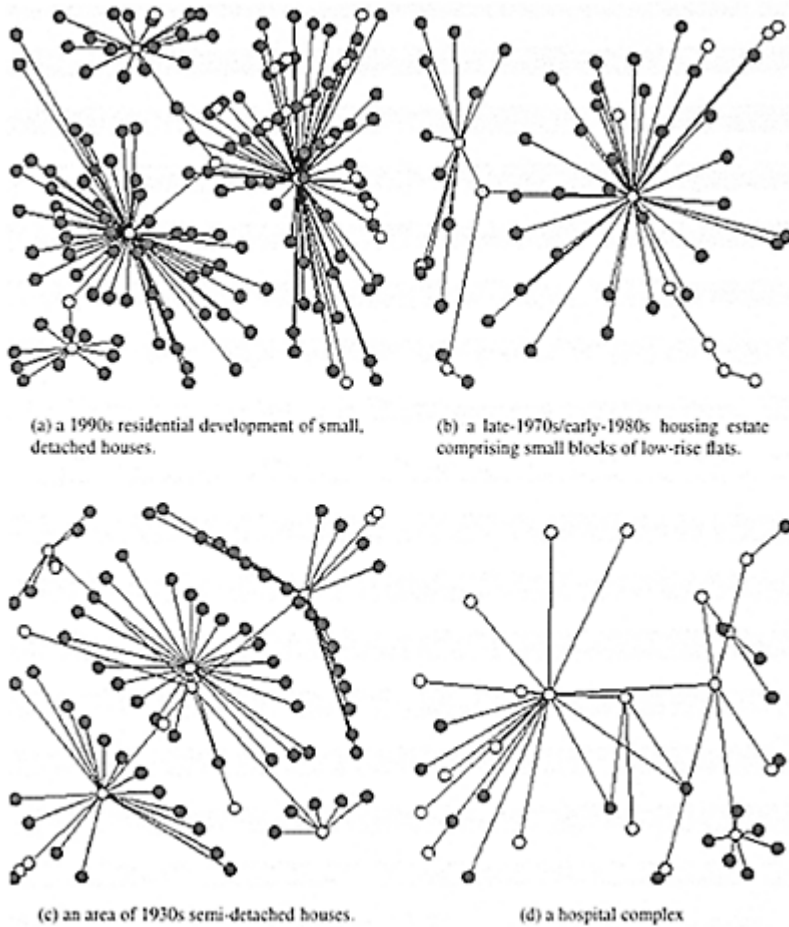 (a) a 1990s residential development of small,
detached houses.
(b) a late-1970s/early-1980s housing estate
comprising small blocks of low-rise flats.
(c) an area of 1930s semi-detached houses.
(d) a hospital complex